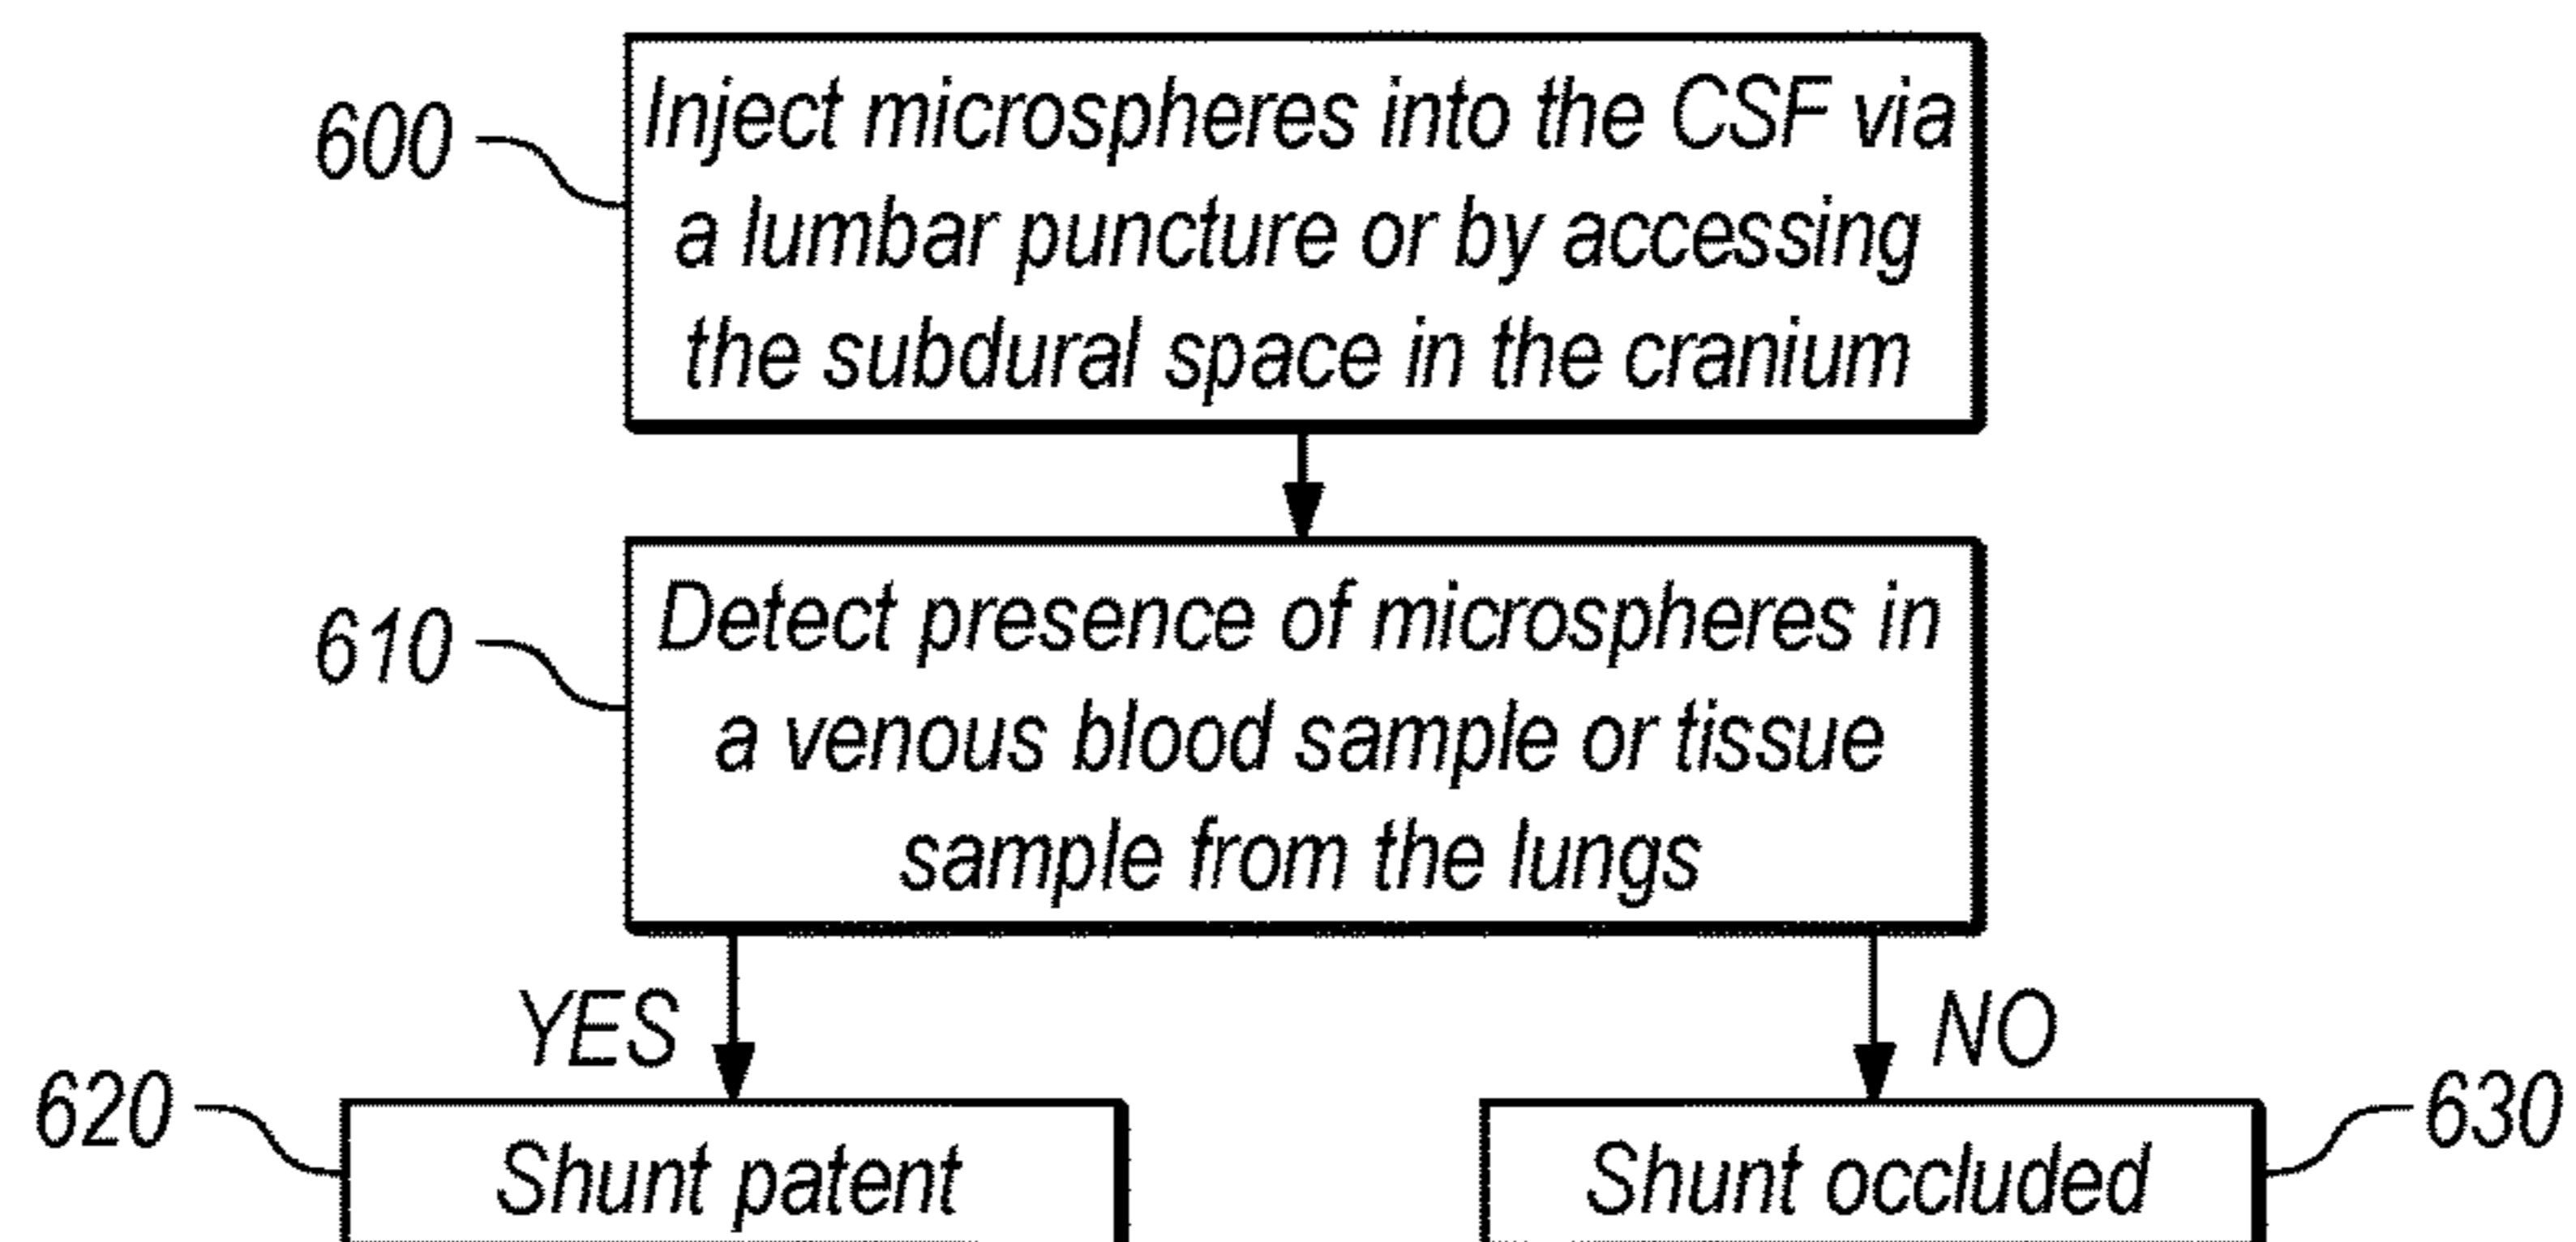 600
Inject microspheres into the CSF via
a lumbar puncture or by accessing
the subdural space in the cranium
610
Detect presence of microspheres in
a venous blood sample or tissue
sample from the lungs
YES
NO
620
Shunt patent
Shunt occluded
630